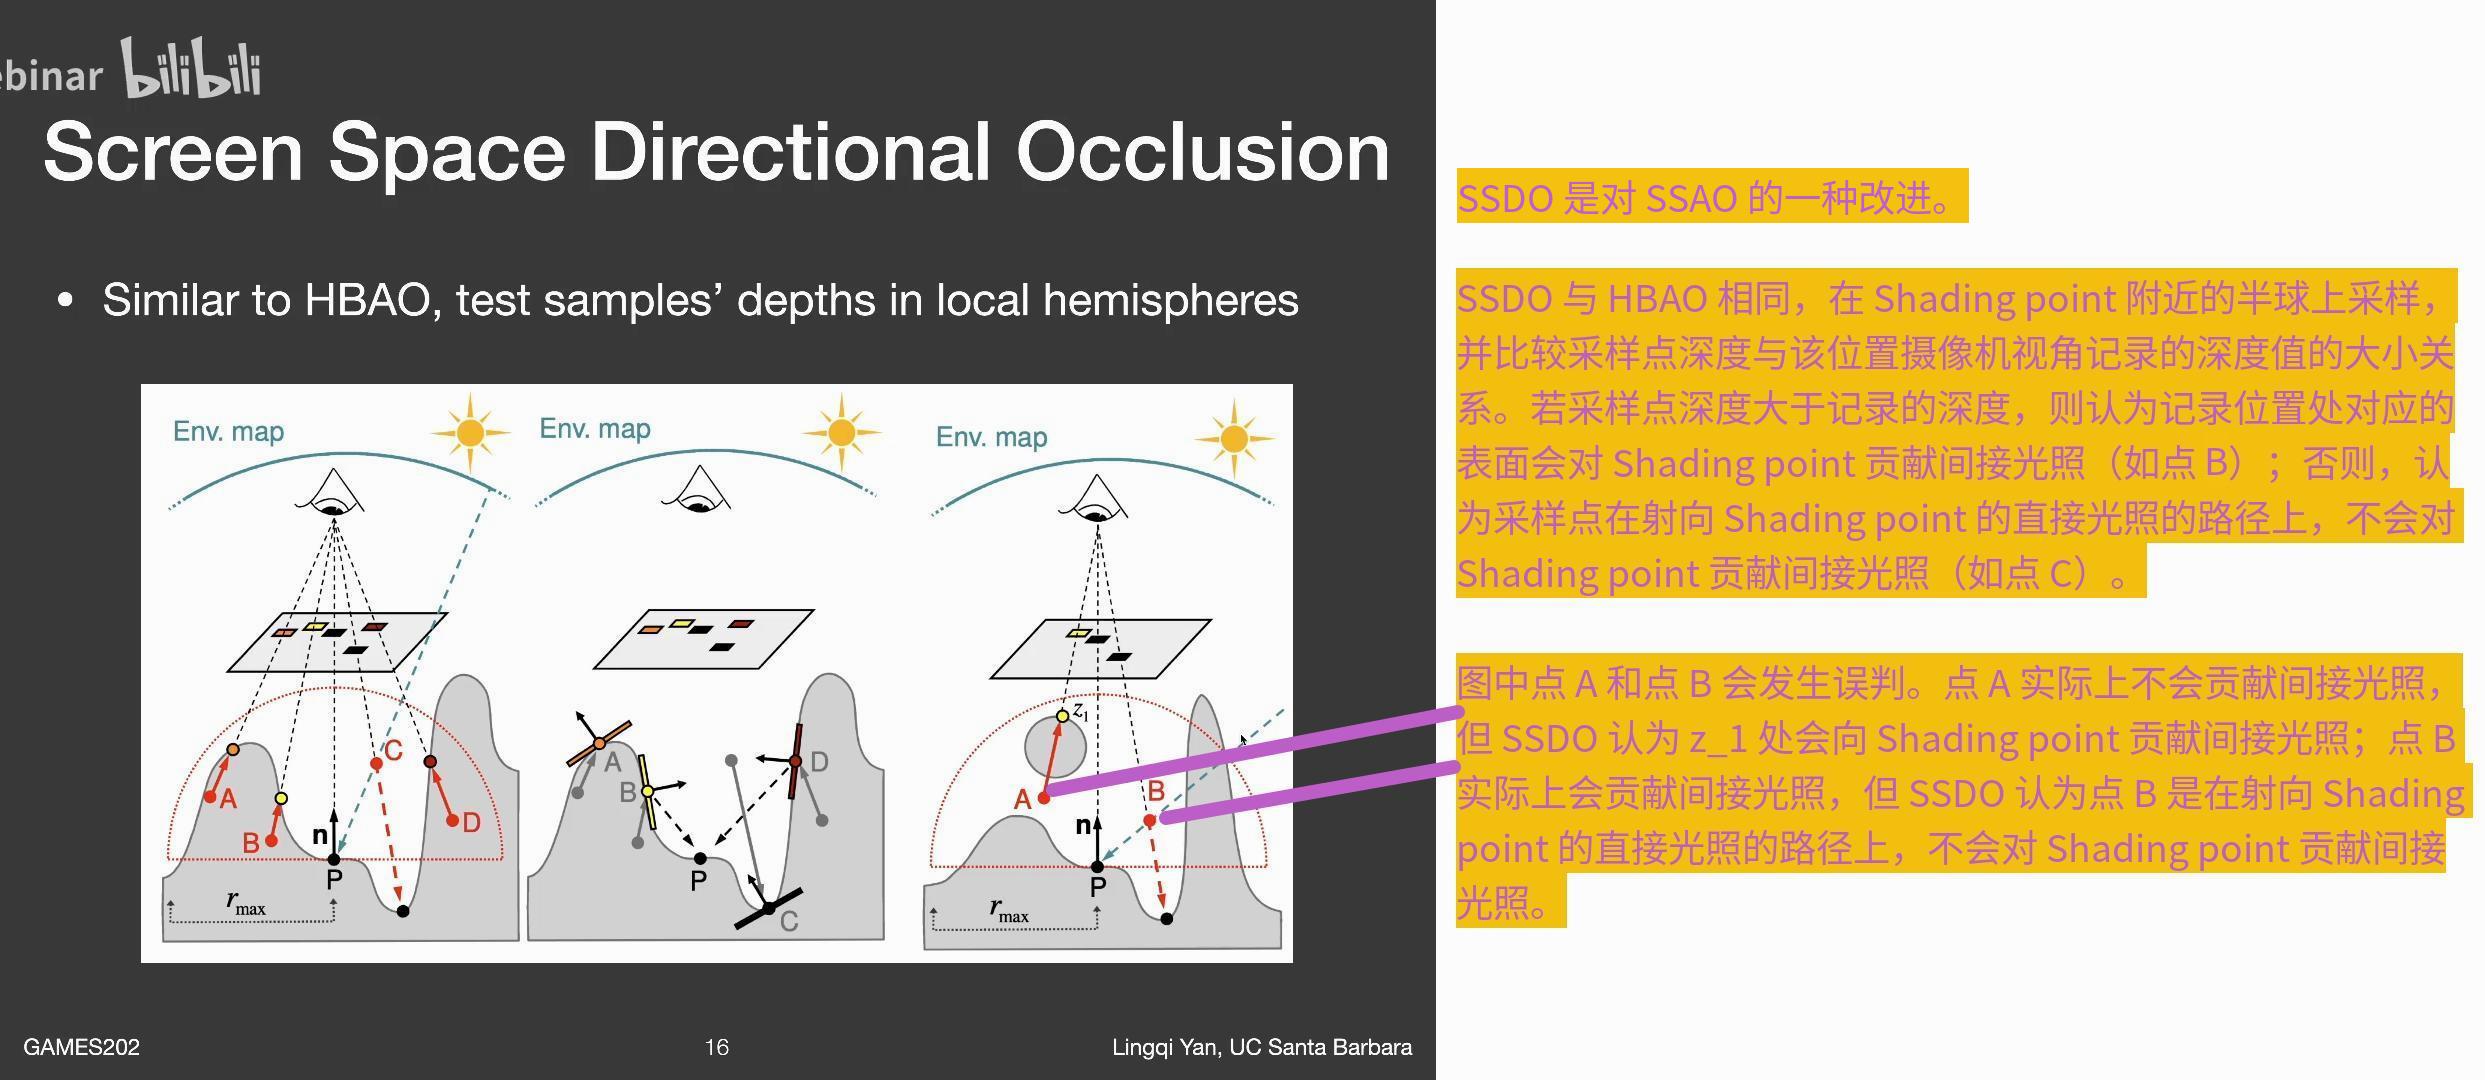 ebinar bilibili
Screen Space Directional Occlusion
• Similar to HBAO, test samples’ depths in local hemispheres
Env. map
Env. map
Env. map
C
A
B
n
D
P
r max
A
B
D
P
C
z1
A
B
n
P
r max
GAMES202
16
Lingqi Yan, UC Santa Barbara
SSDO 是对 SSAO 的一种改进。
SSDO 与 HBAO 相同，在 Shading point 附近的半球上采样，
并比较采样点深度与该位置摄像机视角记录的深度值的大小关
系。若采样点深度大于记录的深度，则认为记录位置处对应的
表面会对 Shading point 贡献间接光照（如点 B）；否则，认
为采样点在射向 Shading point 的直接光照的路径上，不会对
Shading point 贡献间接光照（如点 C）。
图中点 A 和点 B 会发生误判。点 A 实际上不会贡献间接光照，
但 SSDO 认为 z_1 处会向 Shading point 贡献间接光照；点 B
实际上会贡献间接光照，但 SSDO 认为点 B 是在射向 Shading
point 的直接光照的路径上，不会对 Shading point 贡献间接
光照。